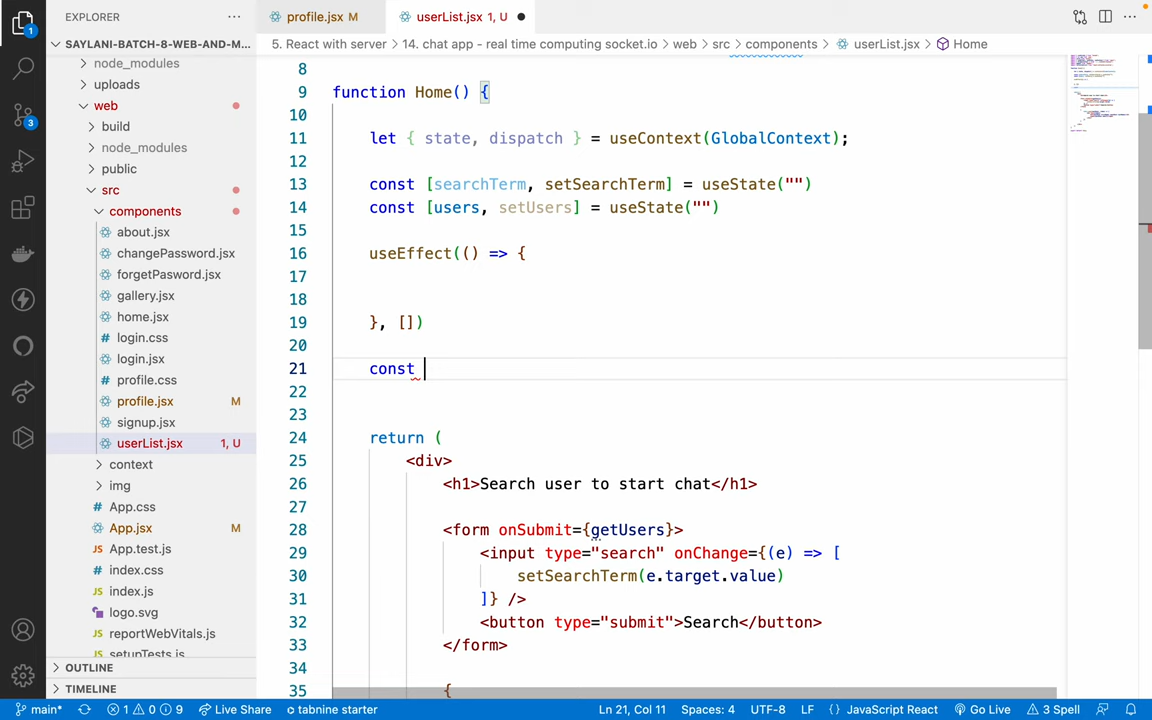 EXPLORER
SAYLANI-BATCH-8-WEB-AND-M...
node_modules
uploads
web
build
node_modules
public
src
components
about.jsx
changePassword.jsx
forgetPasword.jsx
gallery.jsx
home.jsx
login.css
login.jsx
profile.css
profile.jsx M
signup.jsx
userList.jsx 1, U
context
img
App.css
App.jsx M
App.test.js
index.css
index.js
logo.svg
reportWebVitals.js
setupTests.js
OUTLINE
TIMELINE
profile.jsx M
userList.jsx 1, U
5. React with server > 14. chat app - real time computing socket.io > web > src > components > userList.jsx > Home
8
9 function Home() {
10
11 let { state, dispatch } = useContext(GlobalContext);
12
13 const [searchTerm, setSearchTerm] = useState("")
14 const [users, setUsers] = useState("")
15
16 useEffect(() => {
17
18
19 }, [])
20
21 const
22
23
24 return (
25 <div>
26 <h1>Search user to start chat</h1>
27
28 <form onSubmit={getUsers}>
29 <input type="search" onChange={(e) => [
30 setSearchTerm(e.target.value)
31 ]} />
32 <button type="submit">Search</button>
33 </form>
34
35 {
1
3
main* 1 0 9 Live Share tabnine starter Ln 21, Col 11 Spaces: 4 UTF-8 LF {} JavaScript React Go Live 3 Spell